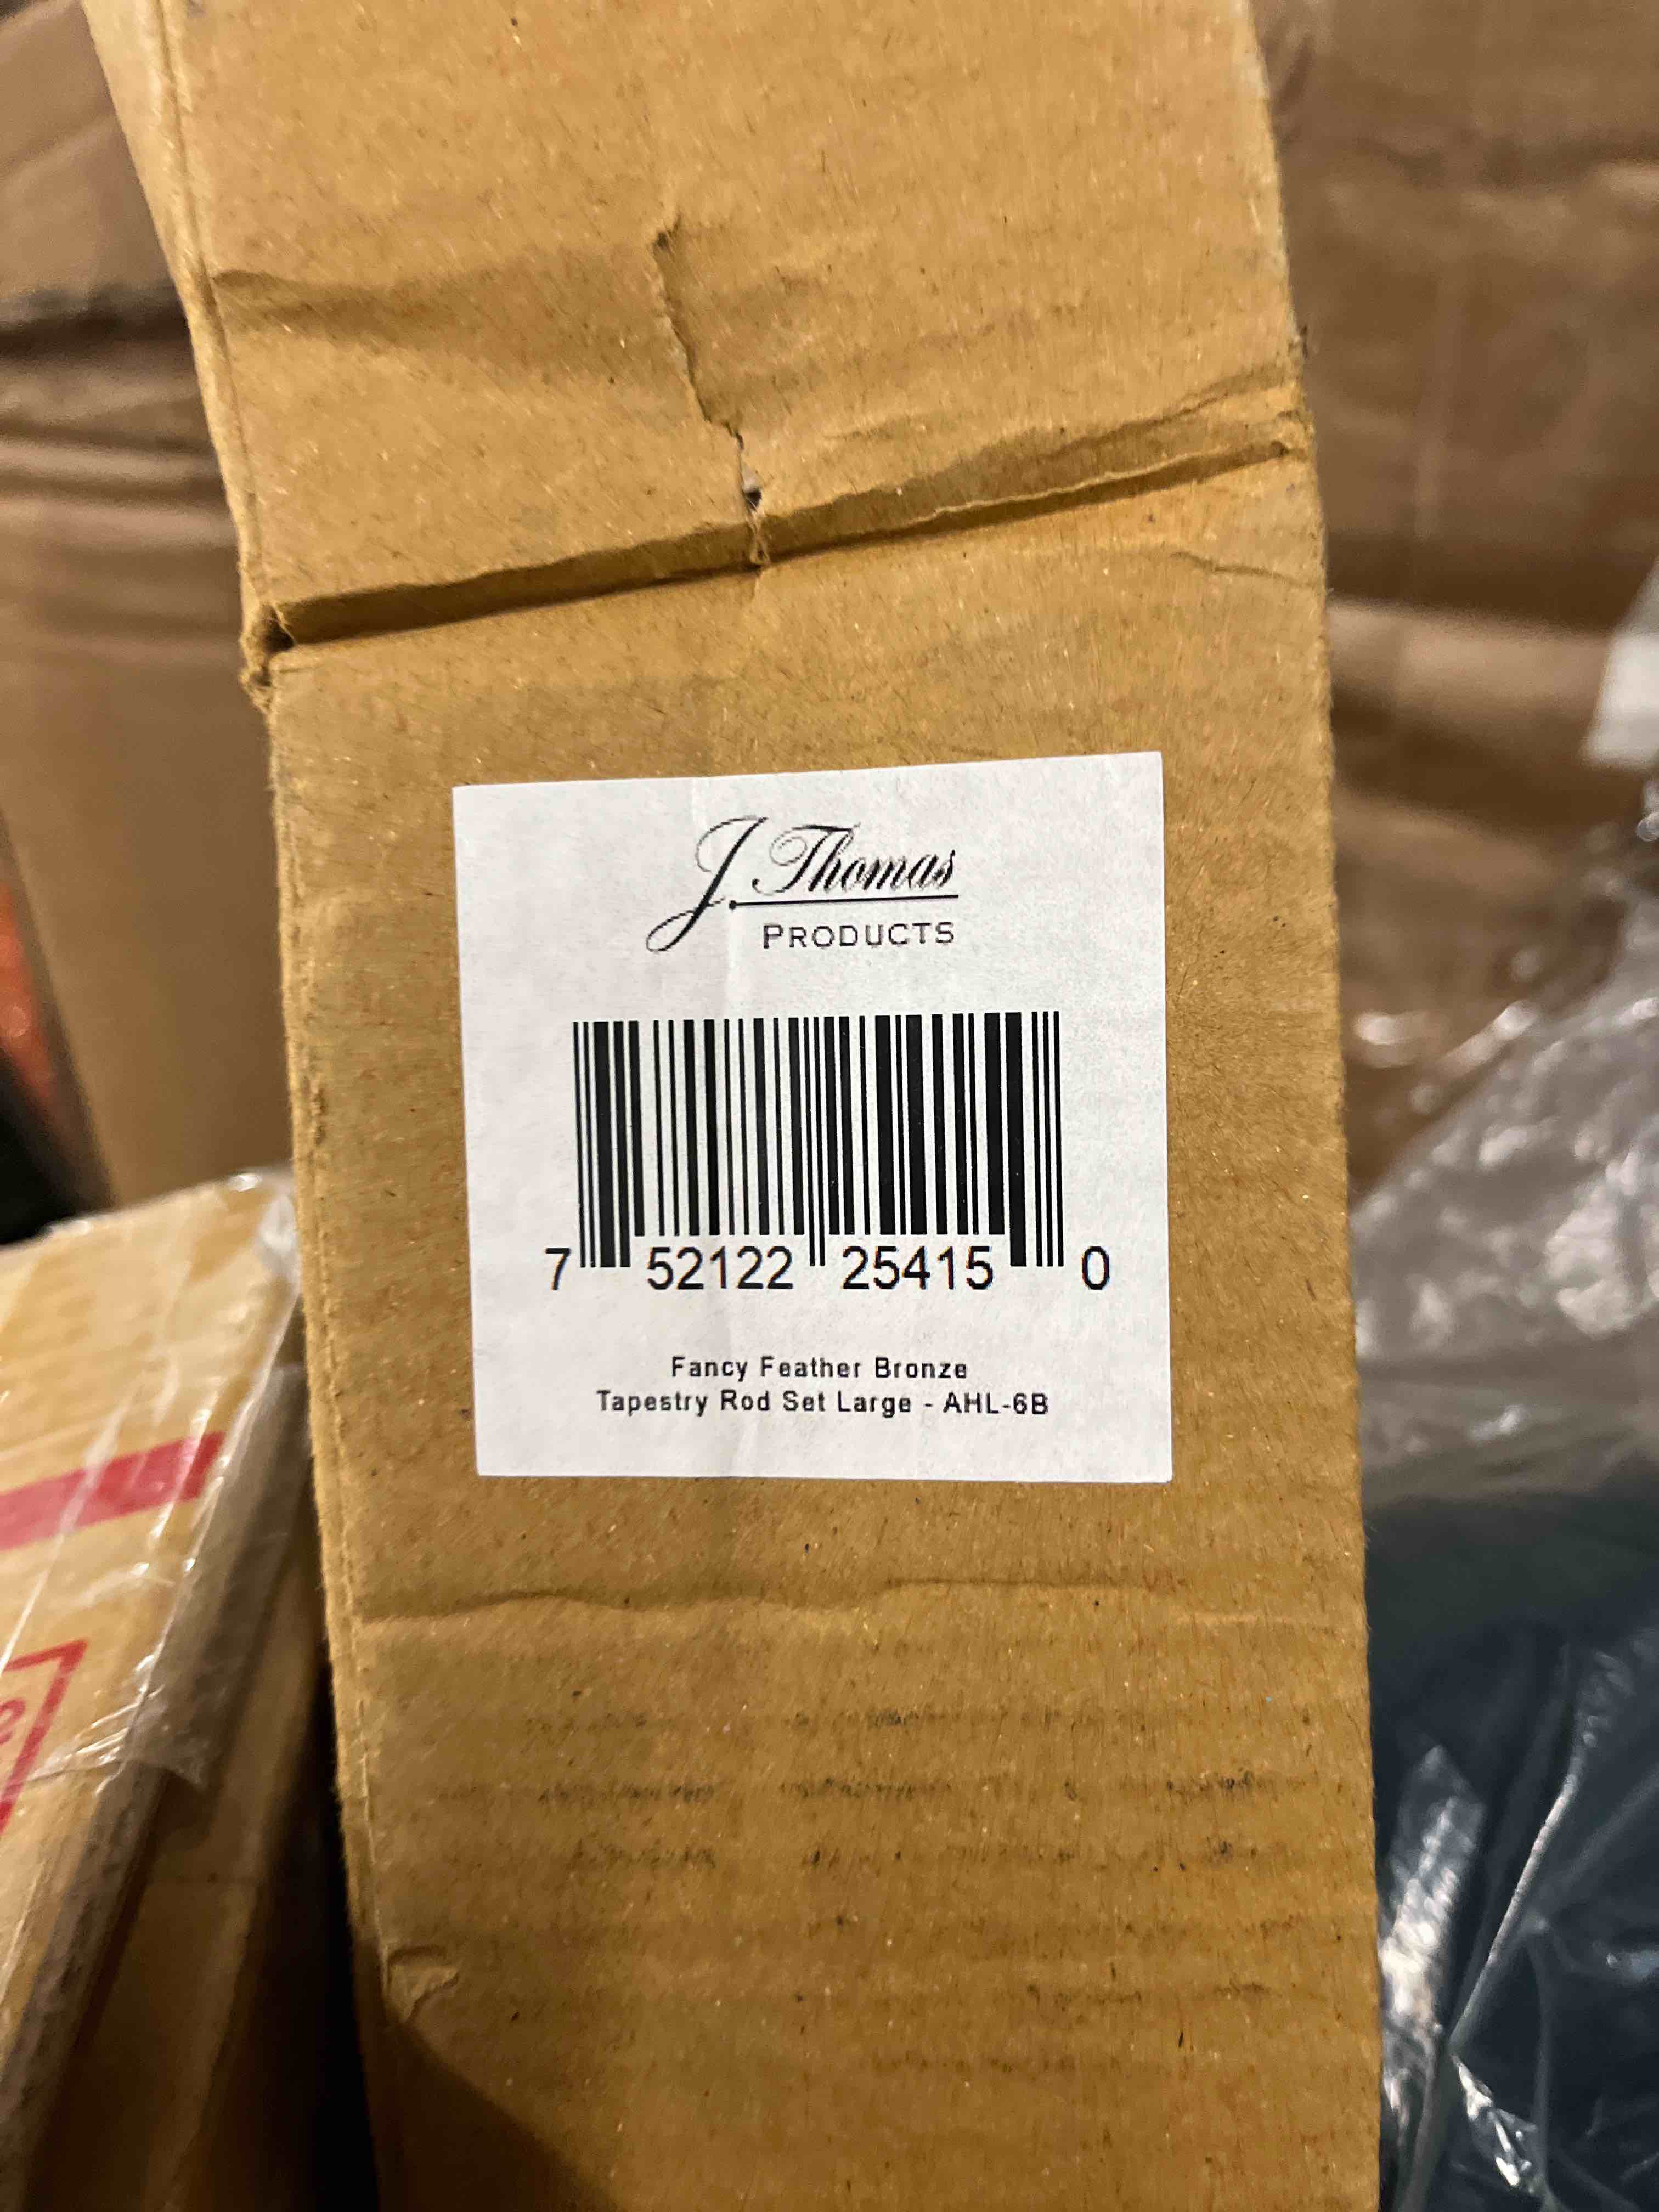 J. Thomas
PRODUCTS
7 52122 25415 0
Fancy Feather Bronze
Tapestry Rod Set Large - AHL-6B